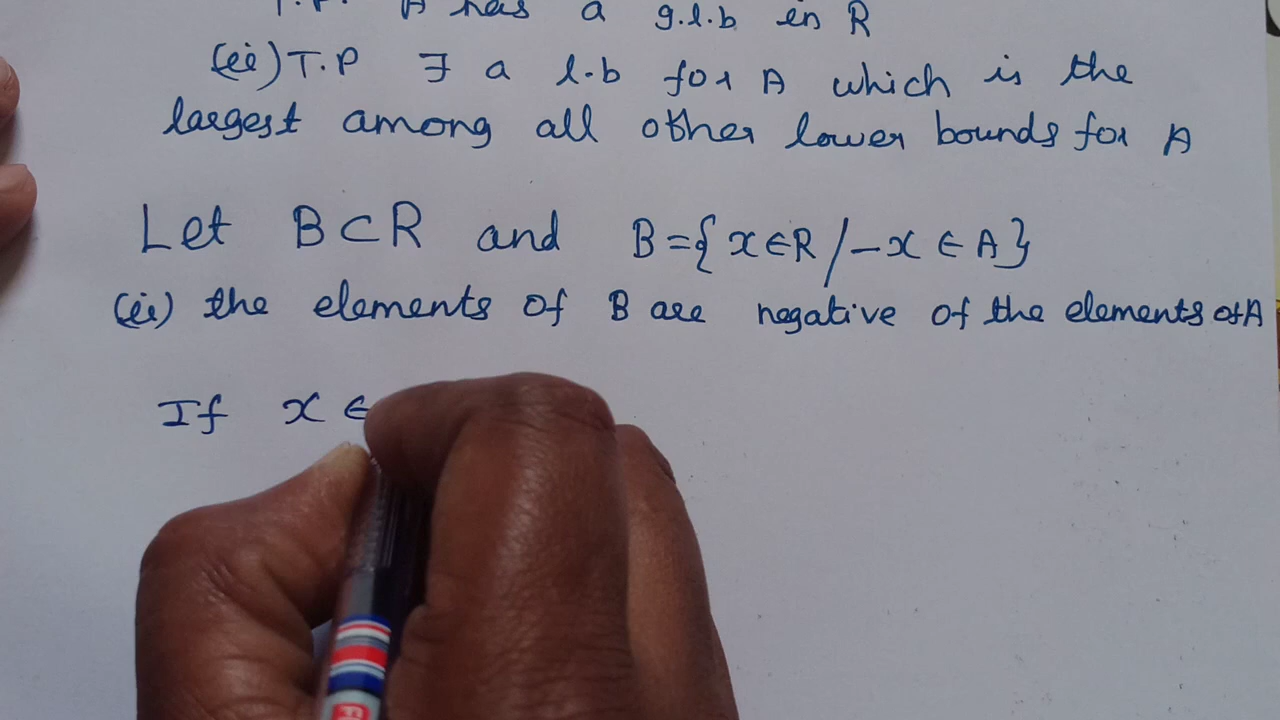 T.P. A has a g.l.b in R
(ii) T.P ∃ a l.b for A which is the
largest among all other lower bounds for A
Let B⊂R and B={x∈R/-x∈A}
(ii) the elements of B are negative of the elements of A
If x ∈